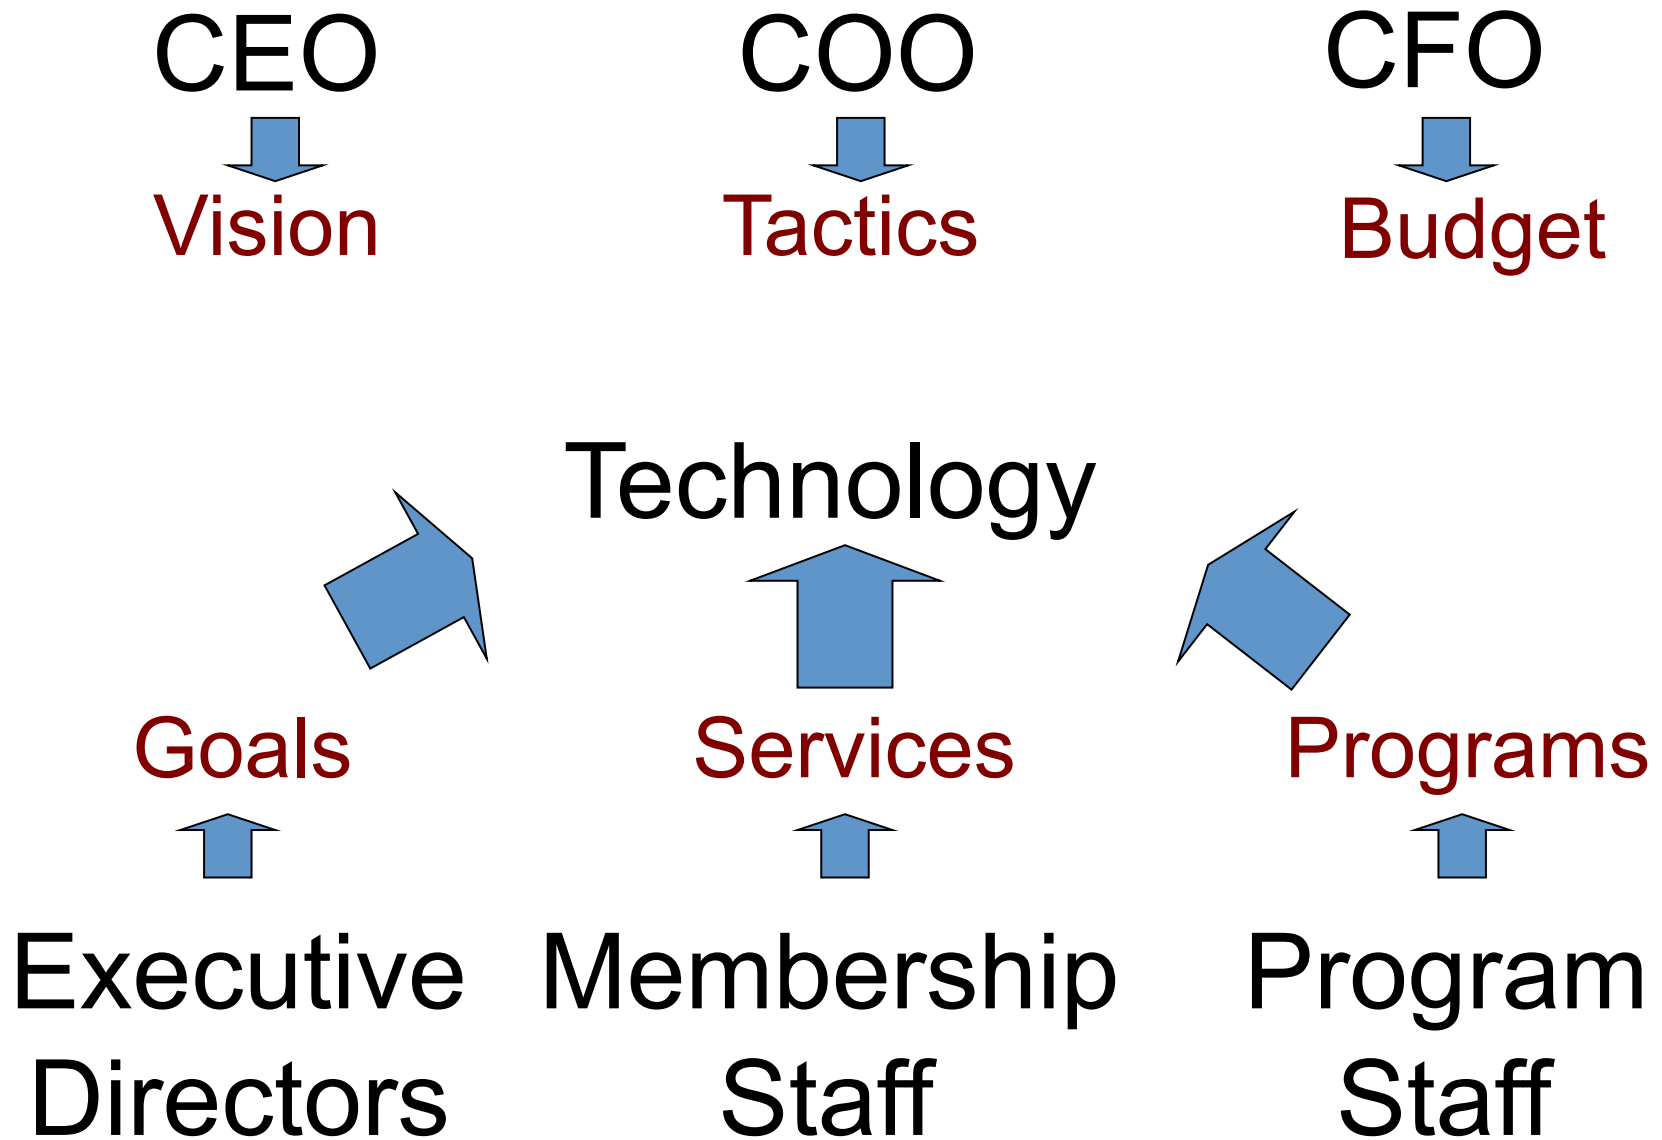 CEO COO CFO
Vision Tactics Budget
Technology
Goals Services Programs
Executive Membership Program
Directors Staff Staff